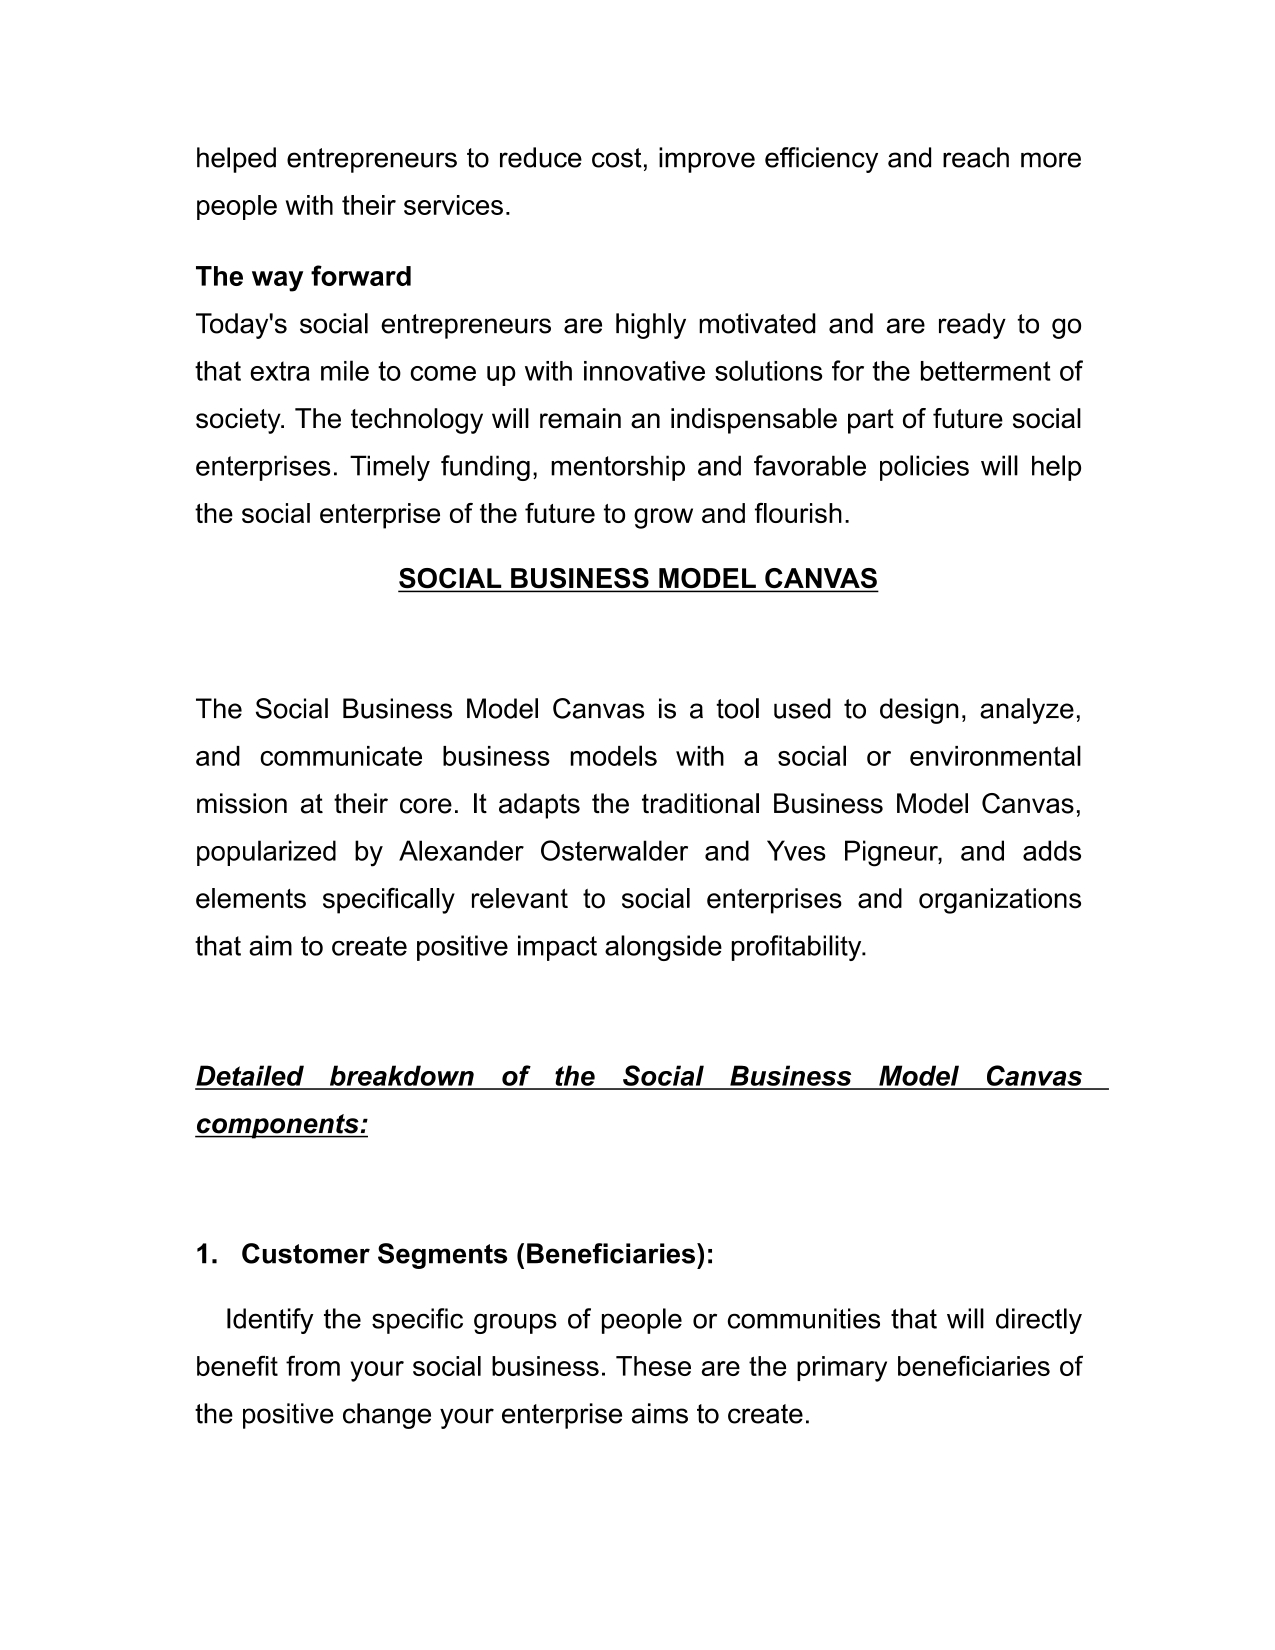 helped entrepreneurs to reduce cost, improve efficiency and reach more
people with their services.
The way forward
Today's social entrepreneurs are highly motivated and are ready to go
that extra mile to come up with innovative solutions for the betterment of
society. The technology will remain an indispensable part of future social
enterprises. Timely funding, mentorship and favorable policies will help
the social enterprise of the future to grow and flourish.
SOCIAL BUSINESS MODEL CANVAS
The Social Business Model Canvas is a tool used to design, analyze,
and communicate business models with a social or environmental
mission at their core. It adapts the traditional Business Model Canvas,
popularized by Alexander Osterwalder and Yves Pigneur, and adds
elements specifically relevant to social enterprises and organizations
that aim to create positive impact alongside profitability.
Detailed breakdown of the Social Business Model Canvas
components:
1. Customer Segments (Beneficiaries):
Identify the specific groups of people or communities that will directly
benefit from your social business. These are the primary beneficiaries of
the positive change your enterprise aims to create.